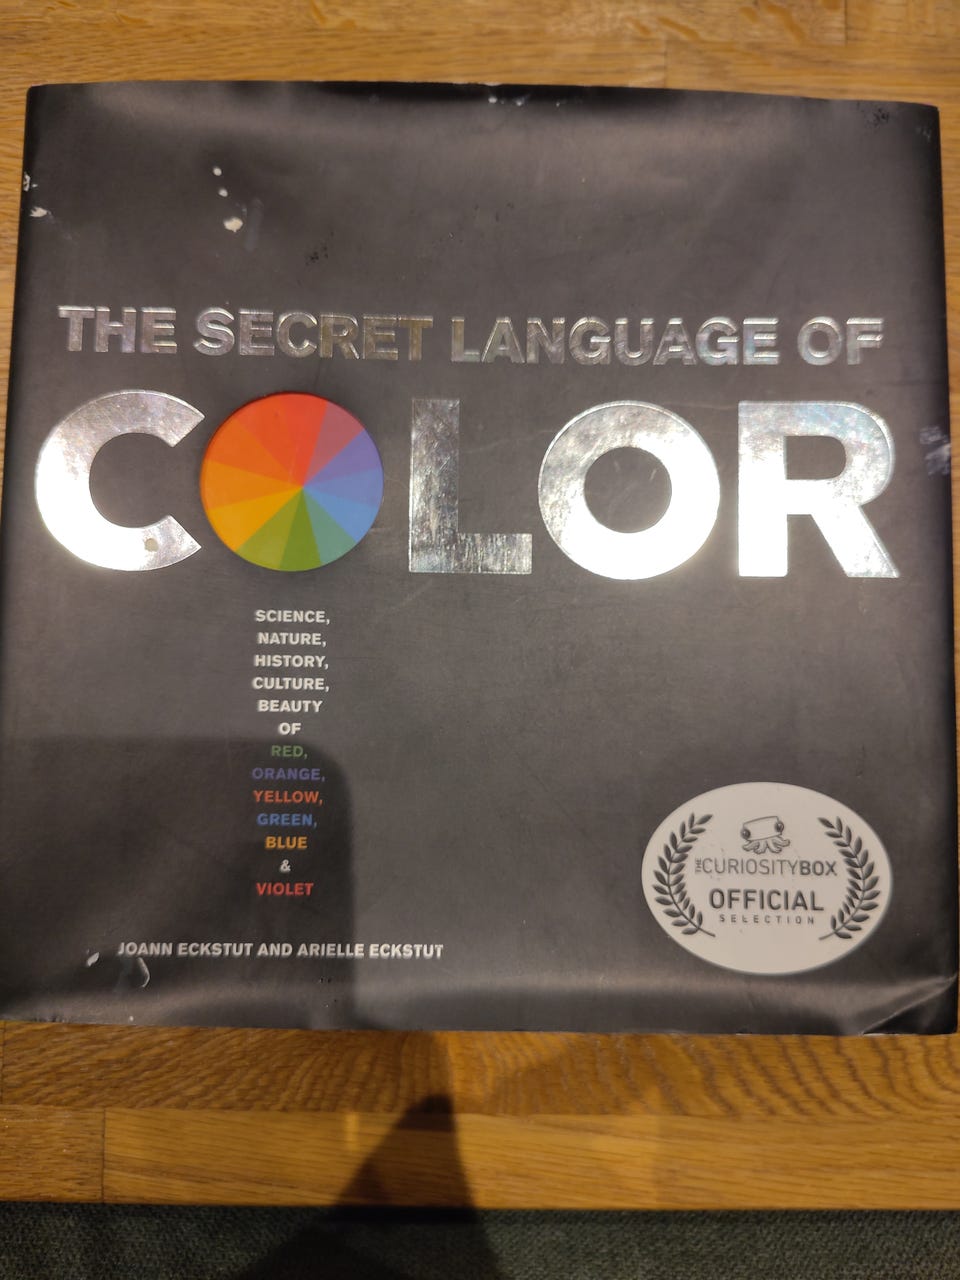 THE SECRET LANGUAGE OF
COLOR
SCIENCE,
NATURE,
HISTORY,
CULTURE,
BEAUTY
OF
RED,
ORANGE,
YELLOW,
GREEN,
BLUE
&
VIOLET
JOANN ECKSTUT AND ARIELLE ECKSTUT
THE CURIOSITYBOX
OFFICIAL
SELECTION